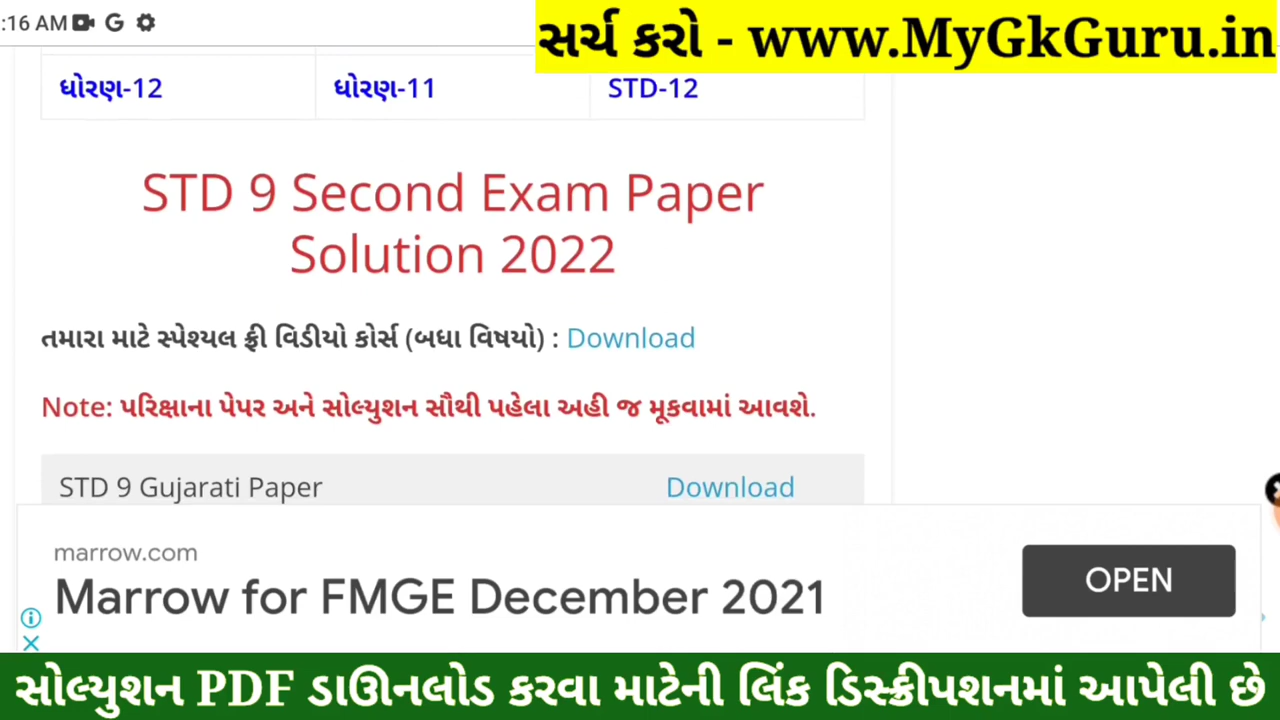 :16 AM G
સર્ચ કરો - www.MyGkGuru.in
ધોરણ-12 ધોરણ-11 STD-12
STD 9 Second Exam Paper
Solution 2022
તમારા માટે સ્પેશ્યલ ફ્રી વિડીયો કોર્સ (બધા વિષયો) : Download
Note: પરિક્ષાના પેપર અને સોલ્યુશન સૌથી પહેલા અહી જ મૂકવામાં આવશે.
STD 9 Gujarati Paper Download
marrow.com
Marrow for FMGE December 2021
OPEN
સોલ્યુશન PDF ડાઊનલોડ કરવા માટેની લિંક ડિસ્ક્રીપશનમાં આપેલી છે